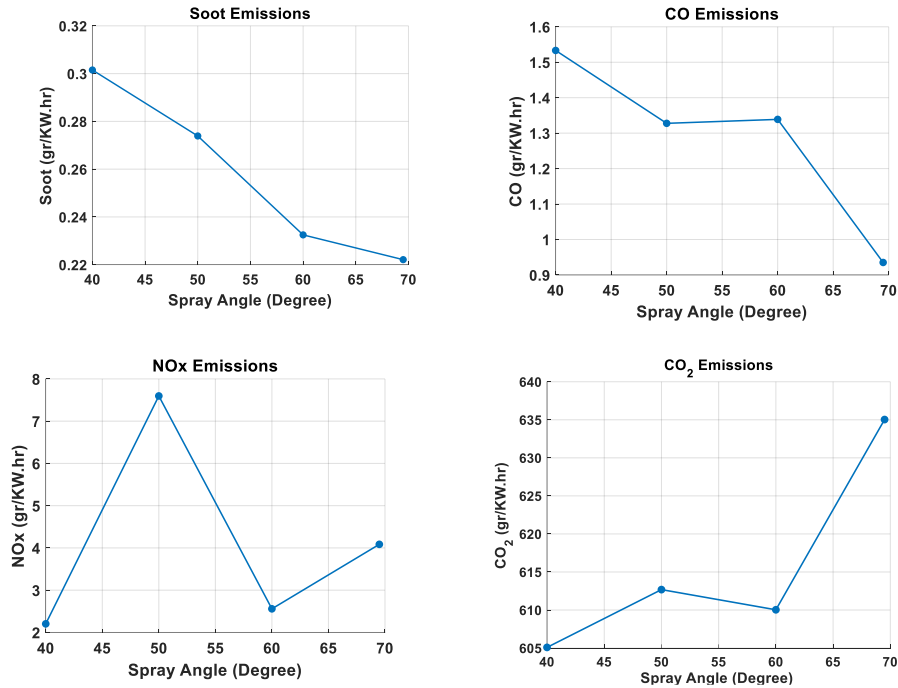 Soot Emissions
Soot (gr/KW.hr)
0.32
0.3
0.28
0.26
0.24
0.22
40 45 50 55 60 65 70
Spray Angle (Degree)
CO Emissions
CO (gr/KW.hr)
1.6
1.5
1.4
1.3
1.2
1.1
1
0.9
40 45 50 55 60 65 70
Spray Angle (Degree)
NOx Emissions
NOx (gr/KW.hr)
8
7
6
5
4
3
2
40 45 50 55 60 65 70
Spray Angle (Degree)
CO₂ Emissions
CO₂ (gr/KW.hr)
640
635
630
625
620
615
610
605
40 45 50 55 60 65 70
Spray Angle (Degree)